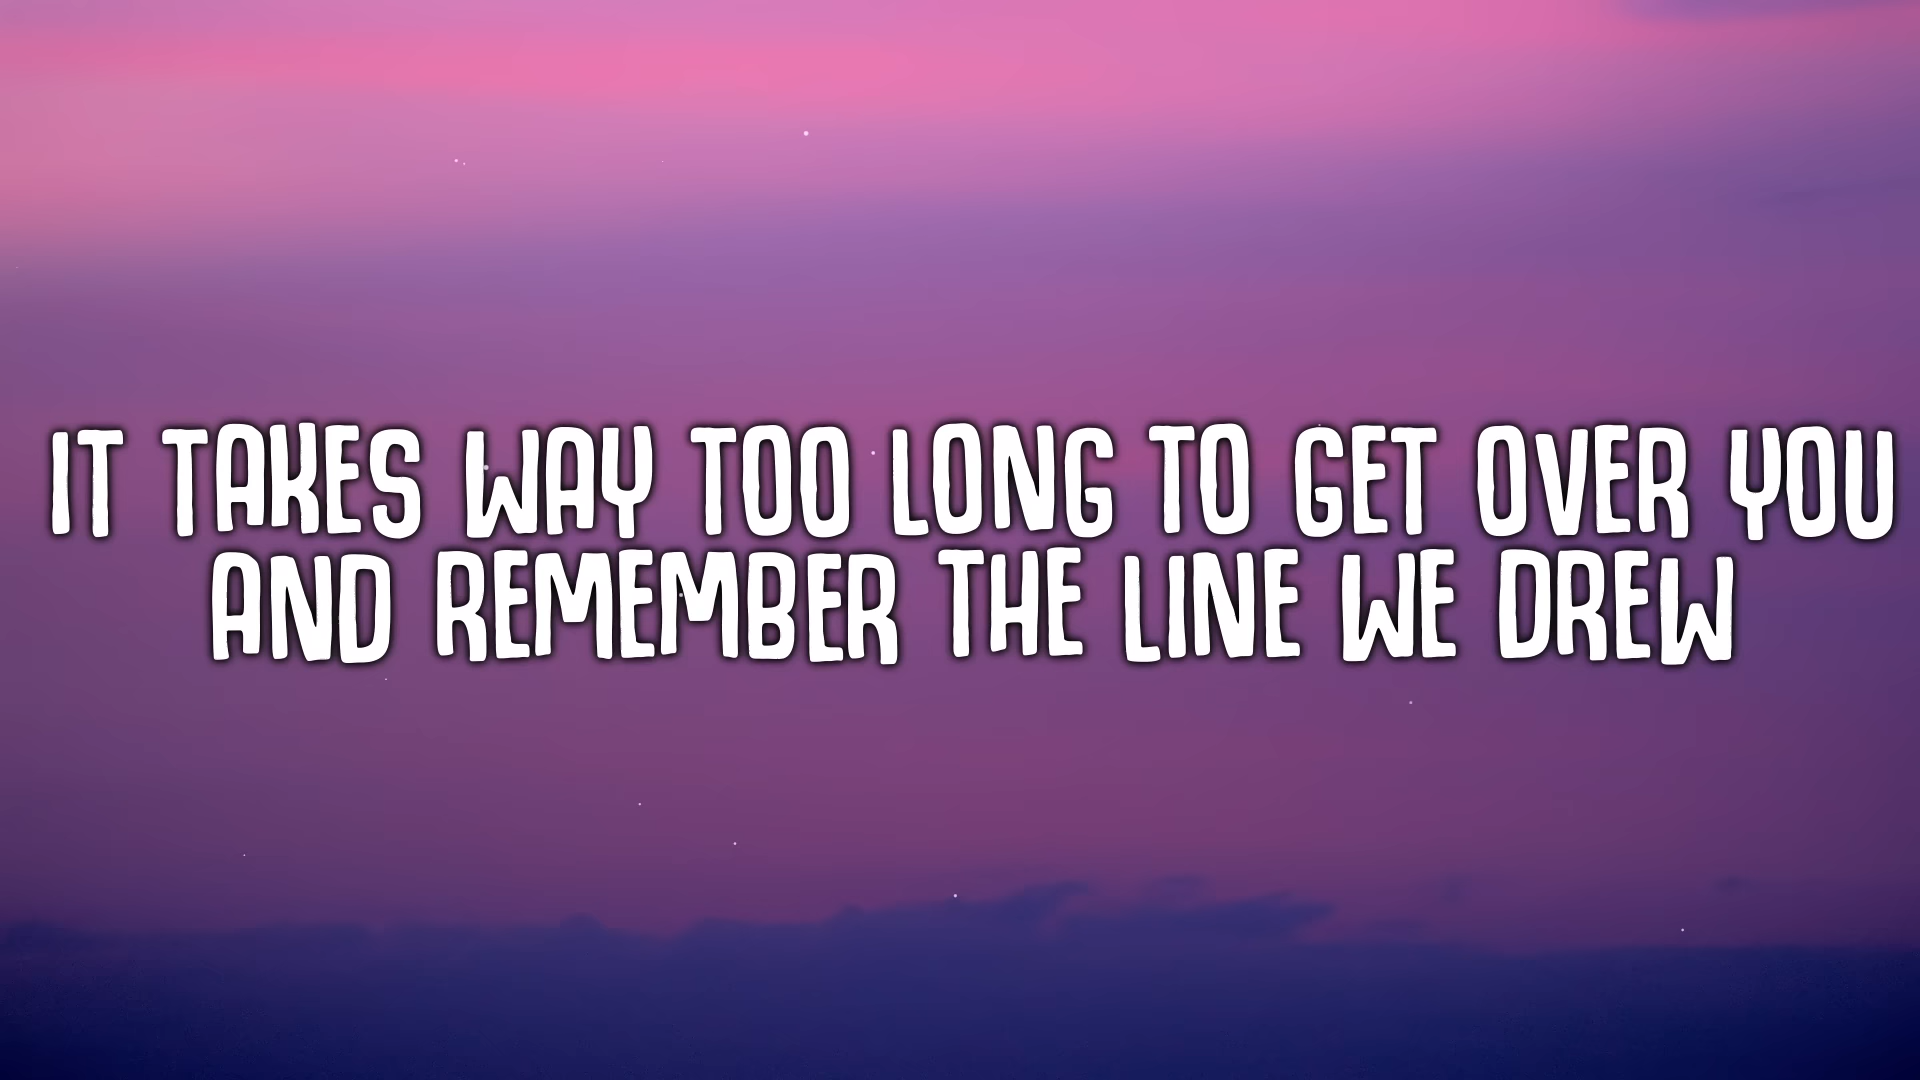 IT TAKES WAY TOO LONG TO GET OVER YOU
AND REMEMBER THE LINE WE DREW